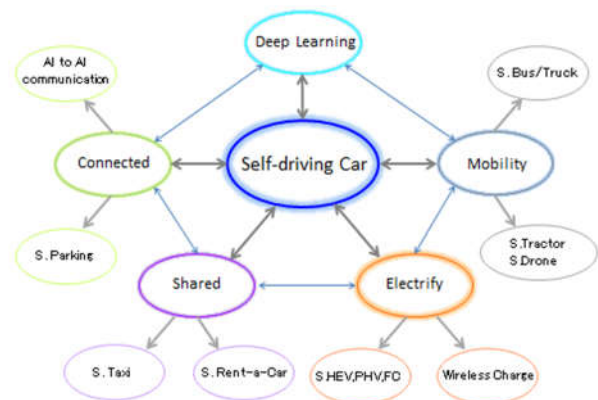 Deep Learning
AI to AI
communication
S. Bus/Truck
Connected
Self-driving Car
Mobility
S. Parking
S.Tractor
S.Drone
Shared
Electrify
S. Taxi
S. Rent-a-Car
S.HEV,PHV,FC
Wireless Charge